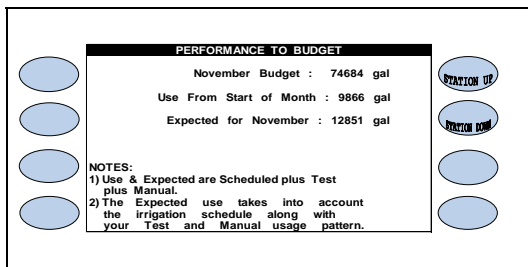 PERFORMANCE TO BUDGET
November Budget : 74684 gal
Use From Start of Month : 9866 gal
Expected for November : 12851 gal
NOTES:
1) Use & Expected are Scheduled plus Test
plus Manual.
2) The Expected use takes into account
the irrigation schedule along with
your Test and Manual usage pattern.
STATION UP
STATION DOWN